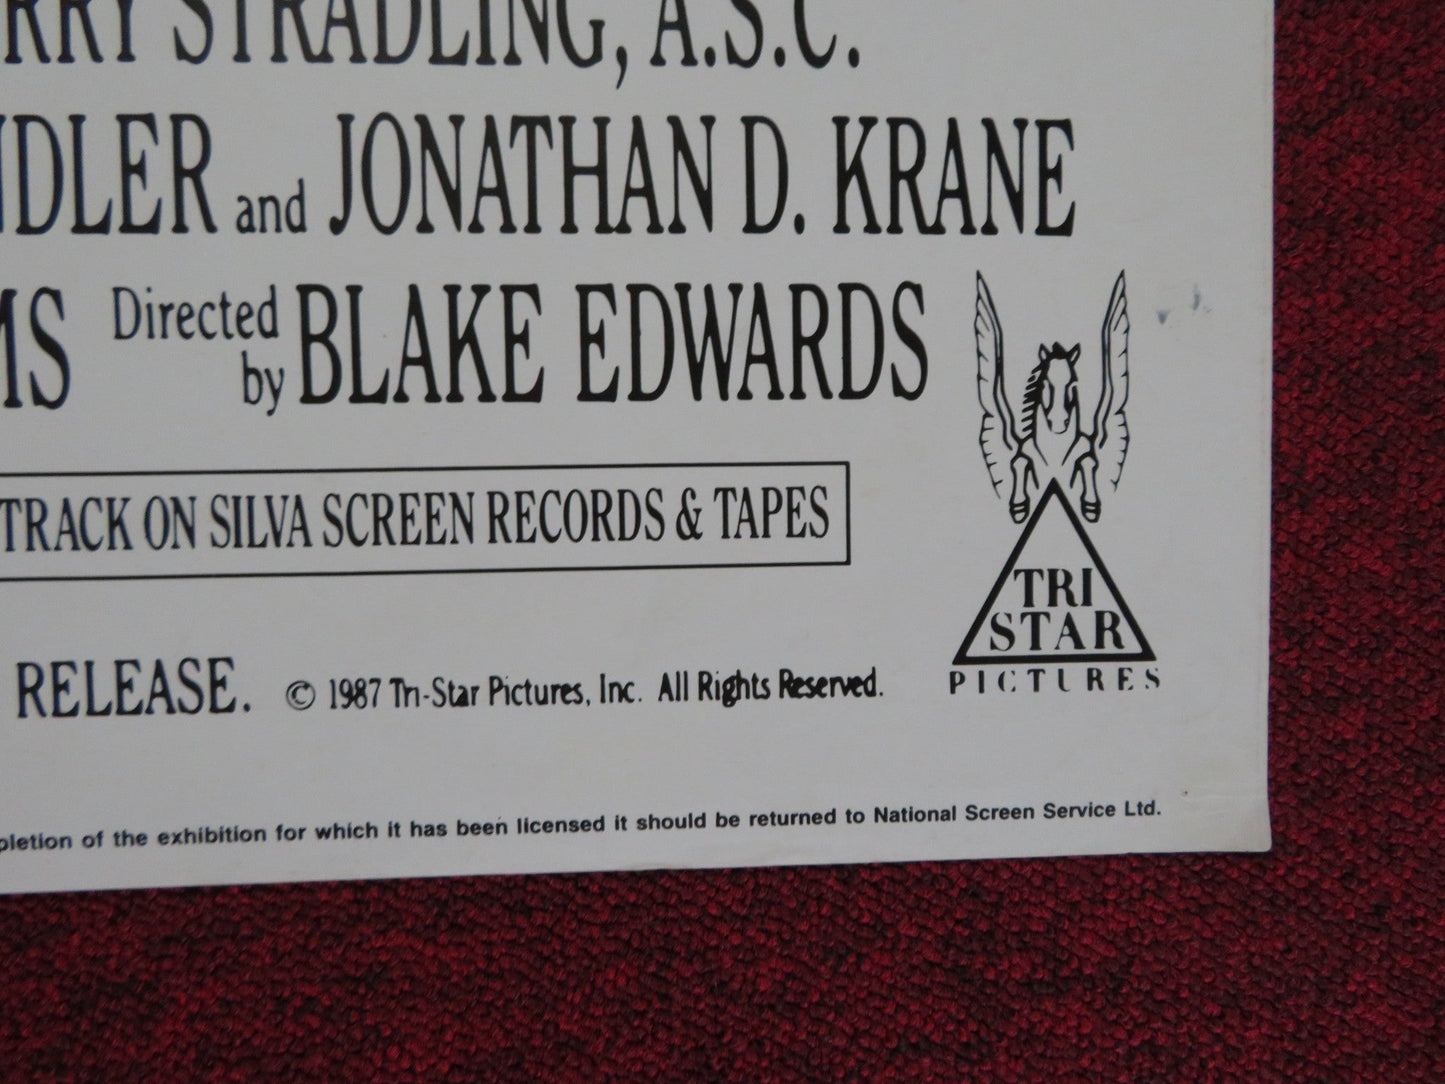 RRY STRADLING, A.S.C.
NDLER and JONATHAN D. KRANE
MS Directed by BLAKE EDWARDS
TRACK ON SILVA SCREEN RECORDS & TAPES
TRI
STAR
PICTURES
RELEASE. © 1987 Tri-Star Pictures, Inc. All Rights Reserved.
pletion of the exhibition for which it has been licensed it should be returned to National Screen Service Ltd.